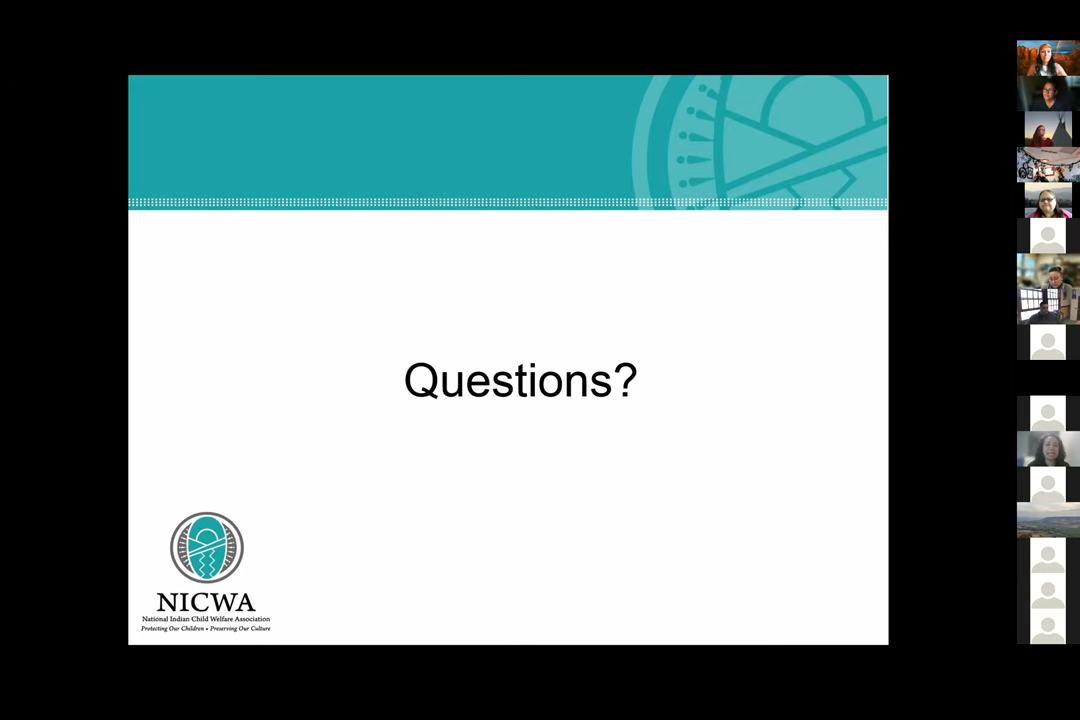 Questions?
NICWA
National Indian Child Welfare Association
Protecting Our Children • Preserving Our Culture